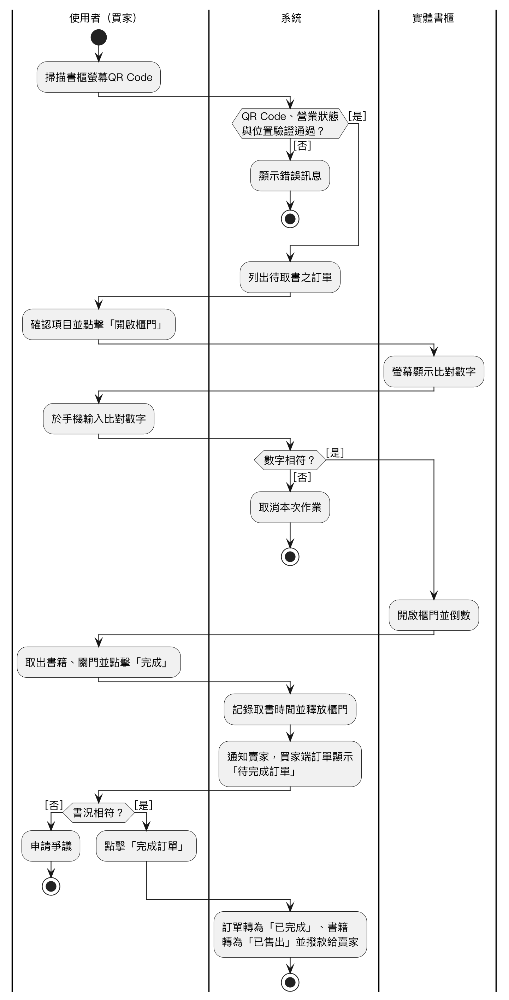 使用者（買家）
系統
實體書櫃
掃描書櫃螢幕QR Code
QR Code、營業狀態
與位置驗證通過？
[是]
[否]
顯示錯誤訊息
列出待取書之訂單
確認項目並點擊「開啟櫃門」
螢幕顯示比對數字
於手機輸入比對數字
數字相符？
[是]
[否]
取消本次作業
開啟櫃門並倒數
取出書籍、關門並點擊「完成」
記錄取書時間並釋放櫃門
通知賣家，買家端訂單顯示
「待完成訂單」
[否]
書況相符？
[是]
申請爭議
點擊「完成訂單」
訂單轉為「已完成」、書籍
轉為「已售出」並撥款給賣家